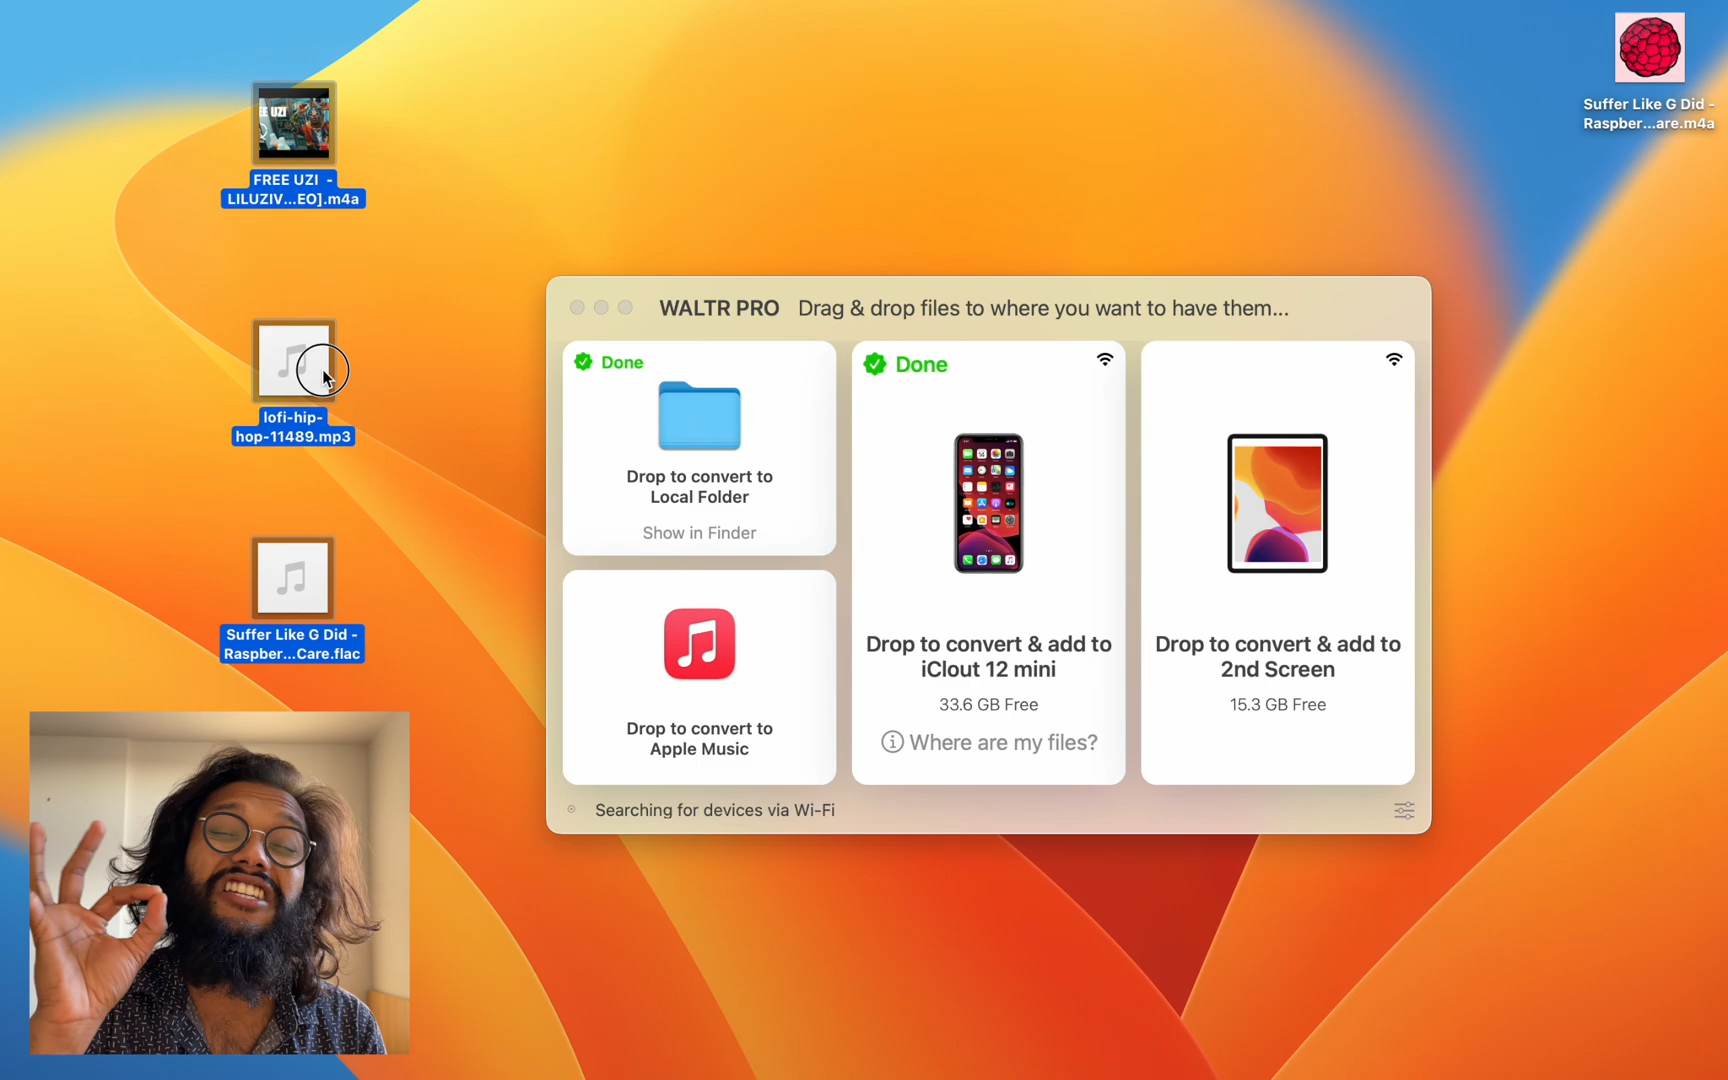 FREE UZI -
LILUZIV...EO].m4a
lofi-hip-
hop-11489.mp3
Suffer Like G Did -
Raspber...Care.flac
Suffer Like G Did -
Raspber...are.m4a
WALTR PRO Drag & drop files to where you want to have them...
Done
Drop to convert to
Local Folder
Show in Finder
Drop to convert to
Apple Music
Done
Drop to convert & add to
iClout 12 mini
33.6 GB Free
Where are my files?
Drop to convert & add to
2nd Screen
15.3 GB Free
Searching for devices via Wi-Fi